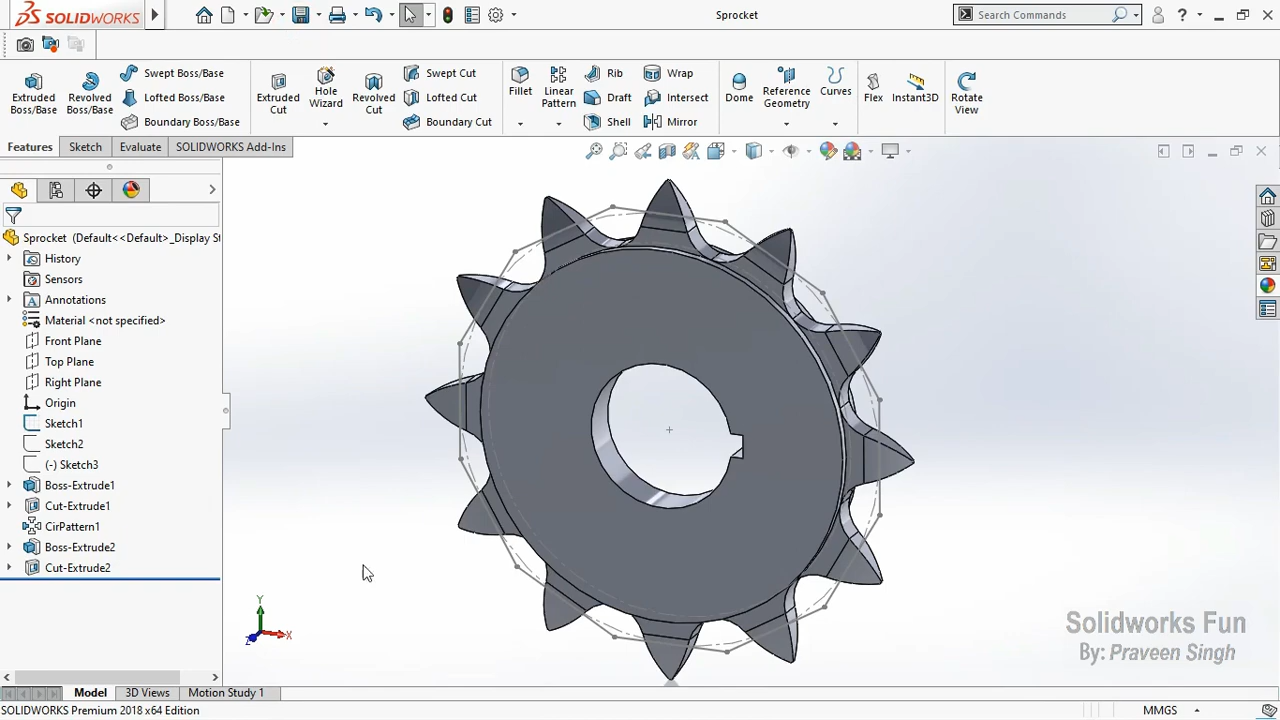 SOLIDWORKS
Sprocket
Search Commands
?
Extruded Boss/Base
Revolved Boss/Base
Swept Boss/Base
Lofted Boss/Base
Boundary Boss/Base
Extruded Cut
Hole Wizard
Revolved Cut
Swept Cut
Lofted Cut
Boundary Cut
Fillet
Linear Pattern
Rib
Draft
Shell
Wrap
Intersect
Mirror
Dome
Reference Geometry
Curves
Flex
Instant3D
Rotate View
Features
Sketch
Evaluate
SOLIDWORKS Add-Ins
Sprocket (Default<<Default>_Display St
History
Sensors
Annotations
Material <not specified>
Front Plane
Top Plane
Right Plane
Origin
Sketch1
Sketch2
(-) Sketch3
Boss-Extrude1
Cut-Extrude1
CirPattern1
Boss-Extrude2
Cut-Extrude2
Y
X
Z
Solidworks Fun
By: Praveen Singh
Model
3D Views
Motion Study 1
SOLIDWORKS Premium 2018 x64 Edition
MMGS